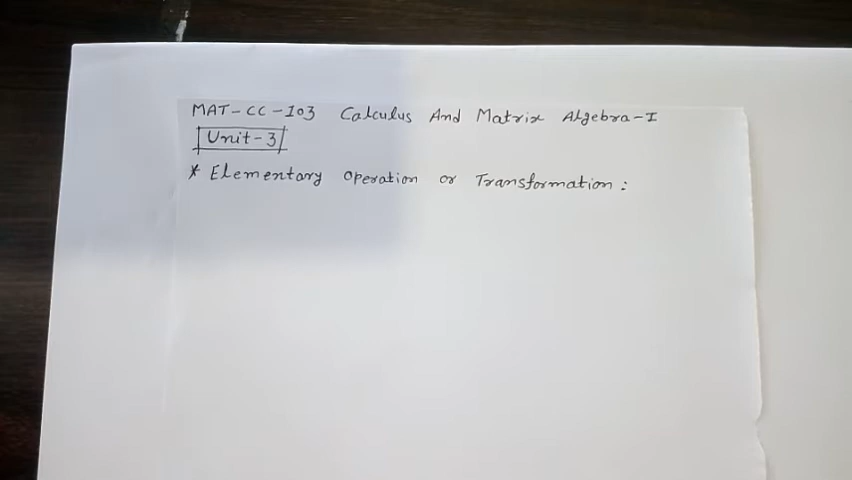 MAT-CC-103 Calculus And Matrix Algebra-I
Unit-3
* Elementary operation or Transformation: